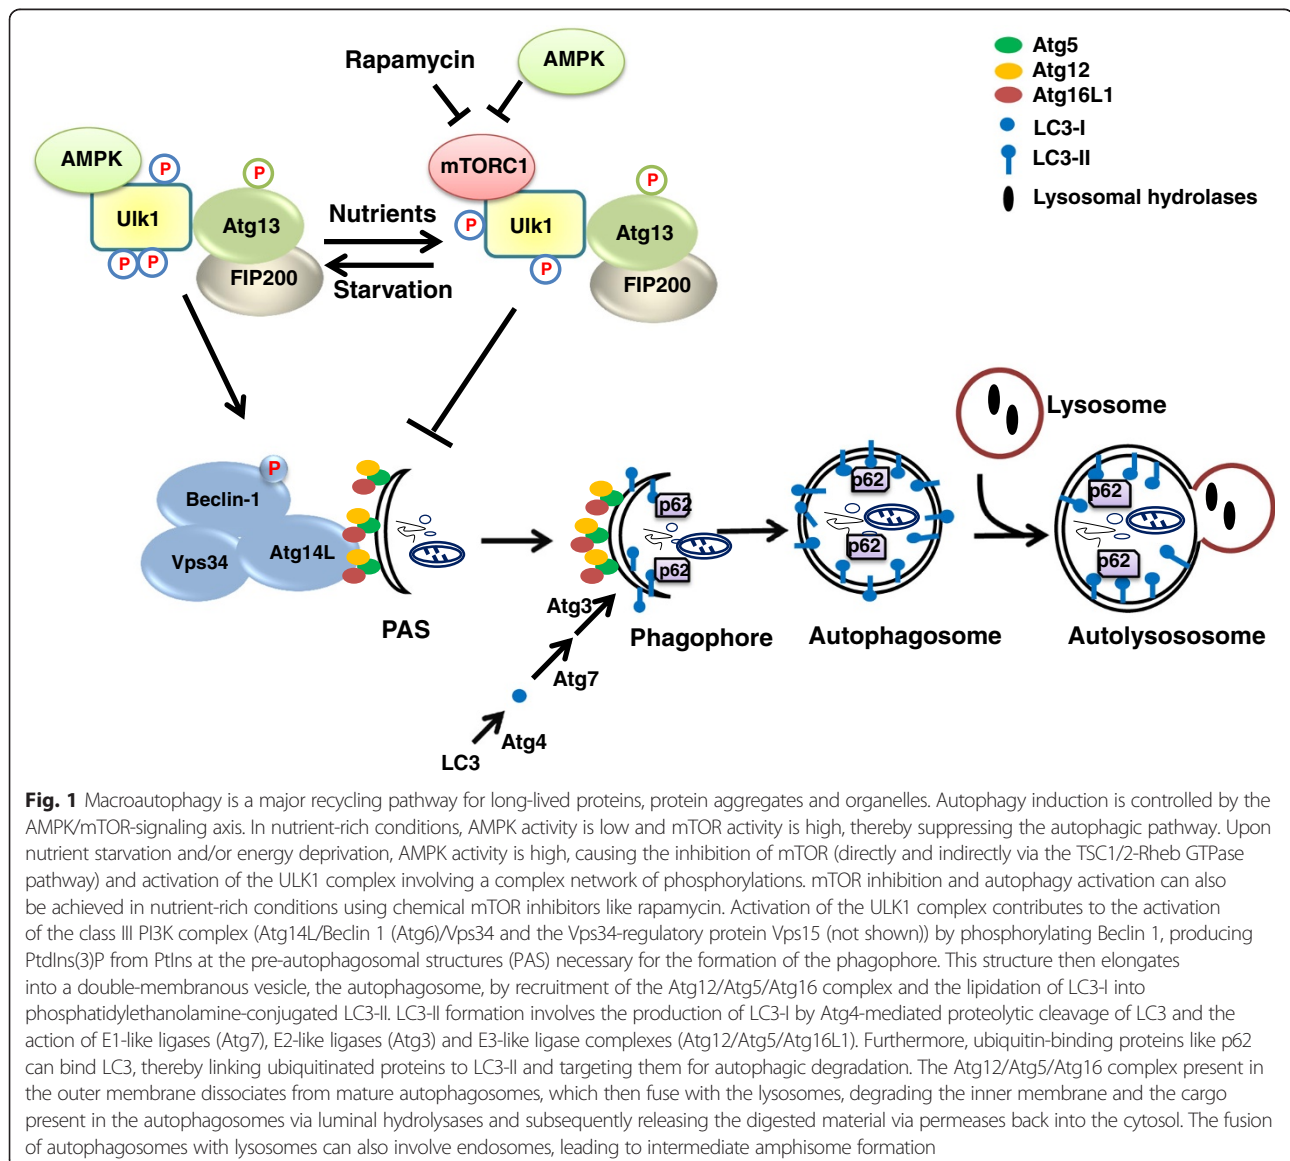 Rapamycin
AMPK
Atg5
Atg12
Atg16L1
LC3-I
LC3-II
Lysosomal hydrolases
AMPK
P
Ulk1
P P
P
Atg13
FIP200
Nutrients
Starvation
mTORC1
P
Ulk1
P
P
Atg13
FIP200
Beclin-1
P
Vps34
Atg14L
PAS
p62
p62
Phagophore
Atg3
Atg7
Atg4
LC3
p62
p62
Autophagosome
Lysosome
p62
p62
Autolysososome
Fig. 1 Macroautophagy is a major recycling pathway for long-lived proteins, protein aggregates and organelles. Autophagy induction is controlled by the
AMPK/mTOR-signaling axis. In nutrient-rich conditions, AMPK activity is low and mTOR activity is high, thereby suppressing the autophagic pathway. Upon
nutrient starvation and/or energy deprivation, AMPK activity is high, causing the inhibition of mTOR (directly and indirectly via the TSC1/2-Rheb GTPase
pathway) and activation of the ULK1 complex involving a complex network of phosphorylations. mTOR inhibition and autophagy activation can also
be achieved in nutrient-rich conditions using chemical mTOR inhibitors like rapamycin. Activation of the ULK1 complex contributes to the activation
of the class III PI3K complex (Atg14L/Beclin 1 (Atg6)/Vps34 and the Vps34-regulatory protein Vps15 (not shown)) by phosphorylating Beclin 1, producing
PtdIns(3)P from PtIns at the pre-autophagosomal structures (PAS) necessary for the formation of the phagophore. This structure then elongates
into a double-membranous vesicle, the autophagosome, by recruitment of the Atg12/Atg5/Atg16 complex and the lipidation of LC3-I into
phosphatidylethanolamine-conjugated LC3-II. LC3-II formation involves the production of LC3-I by Atg4-mediated proteolytic cleavage of LC3 and the
action of E1-like ligases (Atg7), E2-like ligases (Atg3) and E3-like ligase complexes (Atg12/Atg5/Atg16L1). Furthermore, ubiquitin-binding proteins like p62
can bind LC3, thereby linking ubiquitinated proteins to LC3-II and targeting them for autophagic degradation. The Atg12/Atg5/Atg16 complex present in
the outer membrane dissociates from mature autophagosomes, which then fuse with the lysosomes, degrading the inner membrane and the cargo
present in the autophagosomes via luminal hydrolysases and subsequently releasing the digested material via permeases back into the cytosol. The fusion
of autophagosomes with lysosomes can also involve endosomes, leading to intermediate amphisome formation